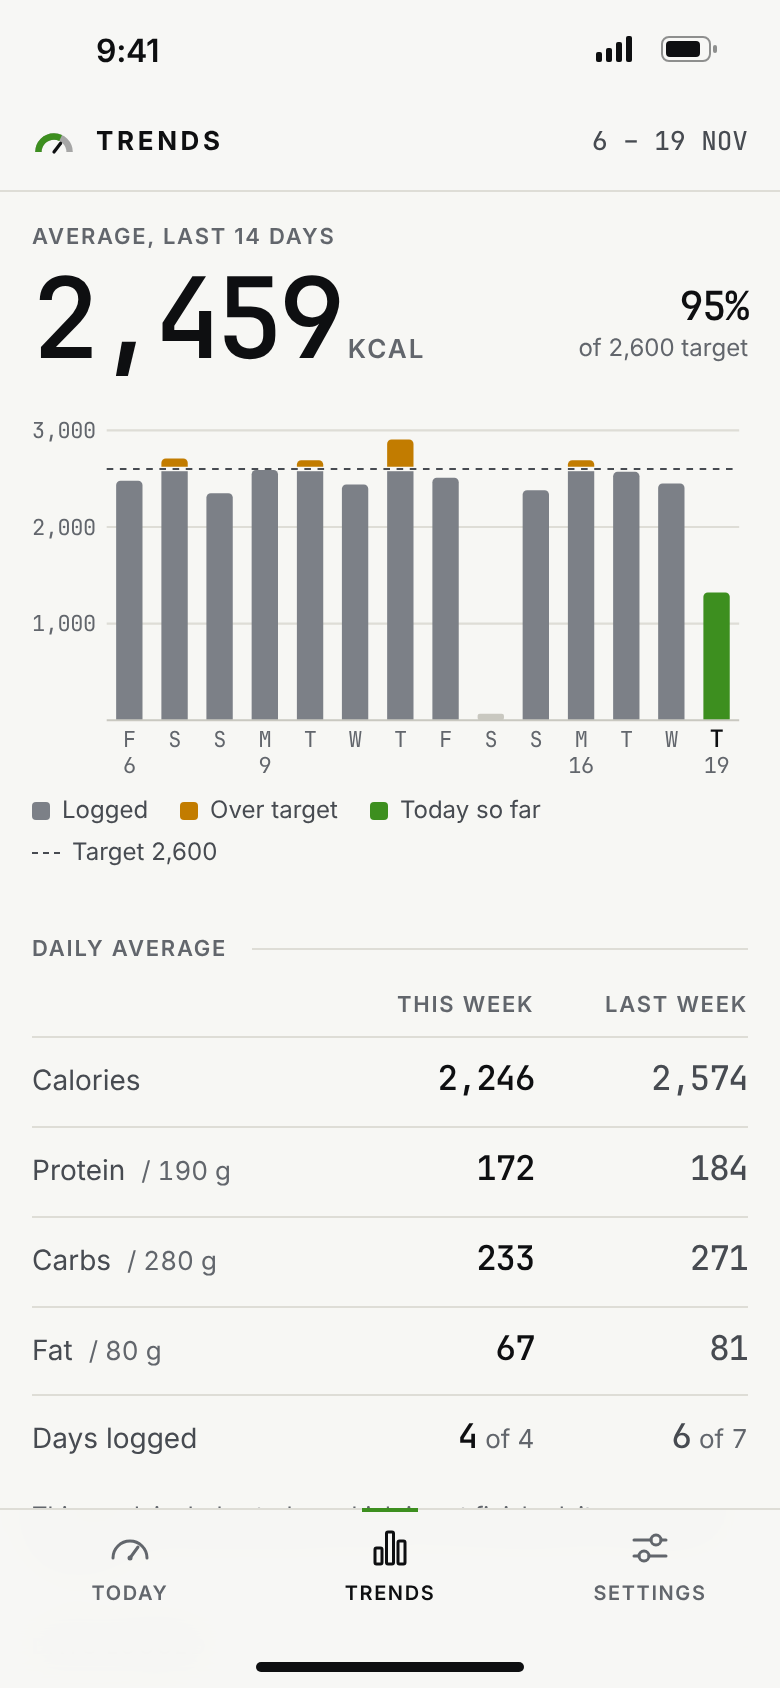 9:41
TRENDS
6 – 19 NOV
AVERAGE, LAST 14 DAYS
2,459 KCAL
95%
of 2,600 target
3,000
2,000
1,000
F S S M T W T F S S M T W T
6 9 16 19
Logged Over target Today so far
Target 2,600
DAILY AVERAGE
THIS WEEK LAST WEEK
Calories 2,246 2,574
Protein / 190 g 172 184
Carbs / 280 g 233 271
Fat / 80 g 67 81
Days logged 4 of 4 6 of 7
TODAY TRENDS SETTINGS